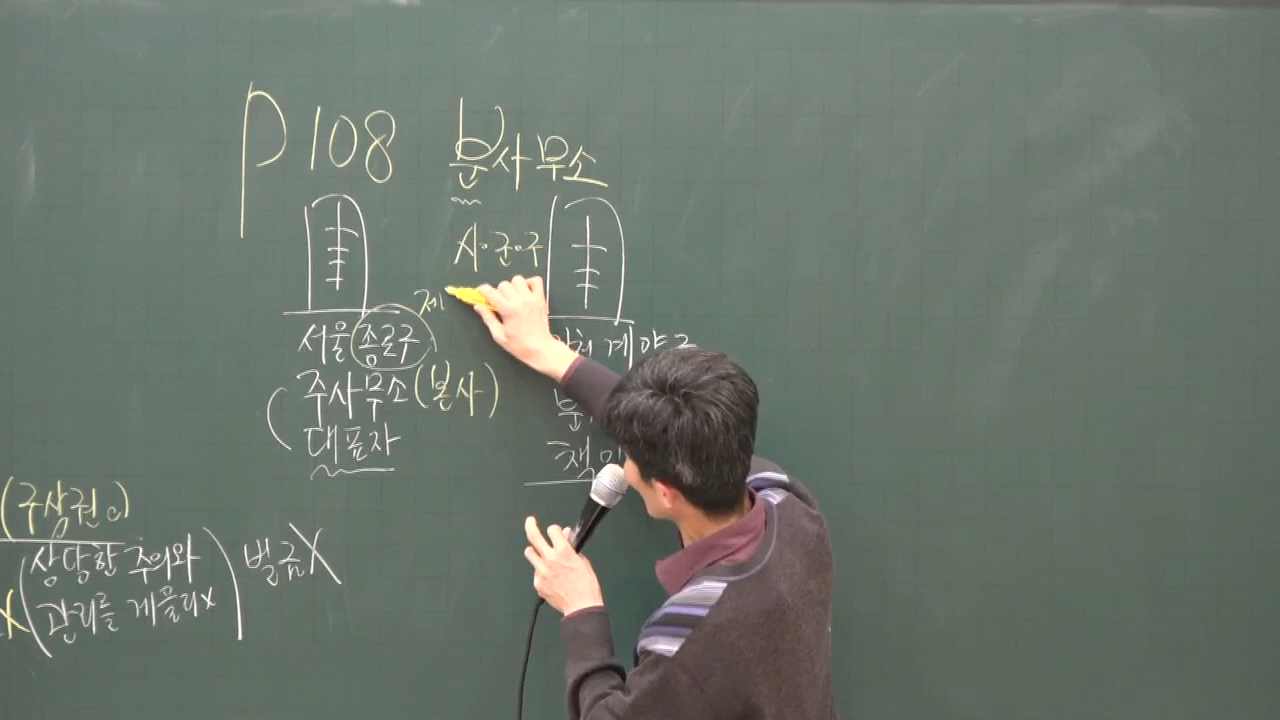 P108 분사무소
시·군·구
제
서울 종로구
계양구
주사무소 (본사)
대표자
책
(구상권 o)
상당한 주의와
관리를 게을리 X
벌금 X
X